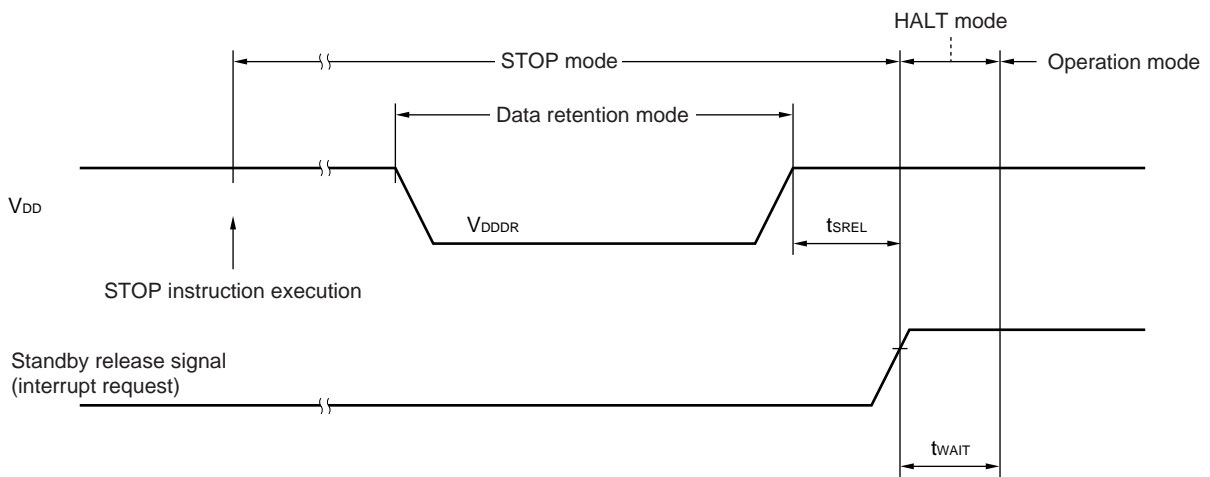 HALT mode
STOP mode
Operation mode
Data retention mode
VDD
VDDDR
tSREL
STOP instruction execution
Standby release signal
(interrupt request)
tWAIT